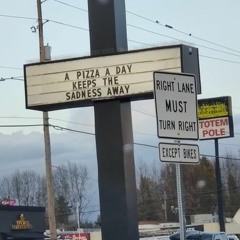 A PIZZA A DAY
KEEPS THE
SADNESS AWAY
RIGHT LANE
MUST
TURN RIGHT
EXCEPT BIKES
TOTEM
POLE